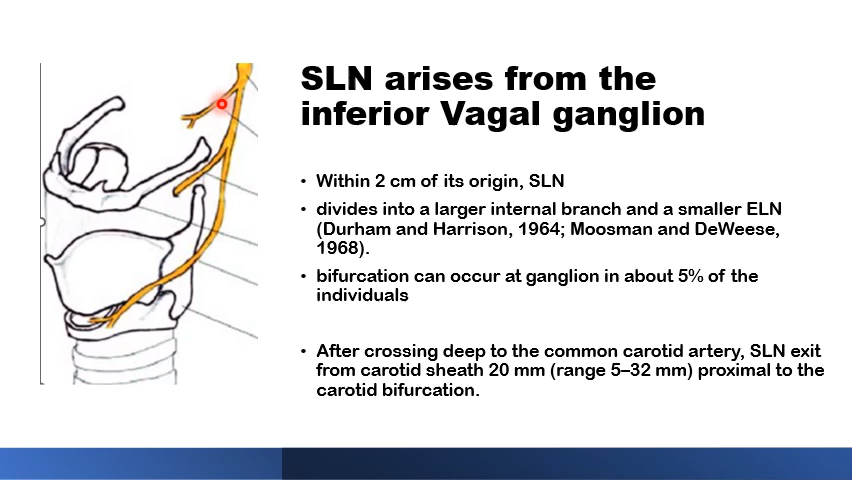 SLN arises from the
inferior Vagal ganglion
• Within 2 cm of its origin, SLN
• divides into a larger internal branch and a smaller ELN
(Durham and Harrison, 1964; Moosman and DeWeese,
1968).
• bifurcation can occur at ganglion in about 5% of the
individuals
• After crossing deep to the common carotid artery, SLN exit
from carotid sheath 20 mm (range 5–32 mm) proximal to the
carotid bifurcation.